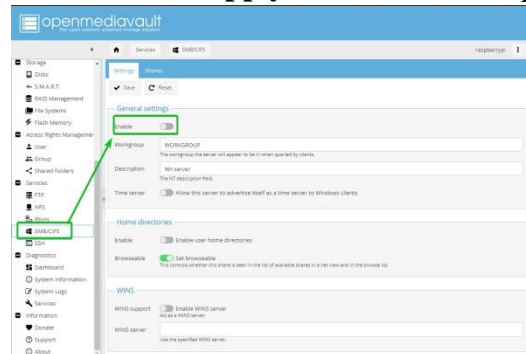 openmediavault
The open network attached storage solution
Services
SMB/CIFS
raspberrypi
Storage
Disks
S.M.A.R.T.
RAID Management
File Systems
Flash Memory
Access Rights Managemer
User
Group
Shared Folders
Services
FTP
NFS
Rsync
SMB/CIFS
SSH
Diagnostics
Dashboard
System Information
System Logs
Services
Information
Donate
Support
About
Settings Shares
Save Reset
General settings
Enable
Workgroup WORKGROUP
The workgroup the server will appear to be in when queried by clients.
Description %h server
The NT description field.
Time server Allow this server to advertise itself as a time server to Windows clients
Home directories
Enable Enable user home directories
Browseable Set browseable
This controls whether this share is seen in the list of available shares in a net view and in the browse list.
WINS
WINS support Enable WINS server
Act as a WINS server.
WINS server
Use the specified WINS server.